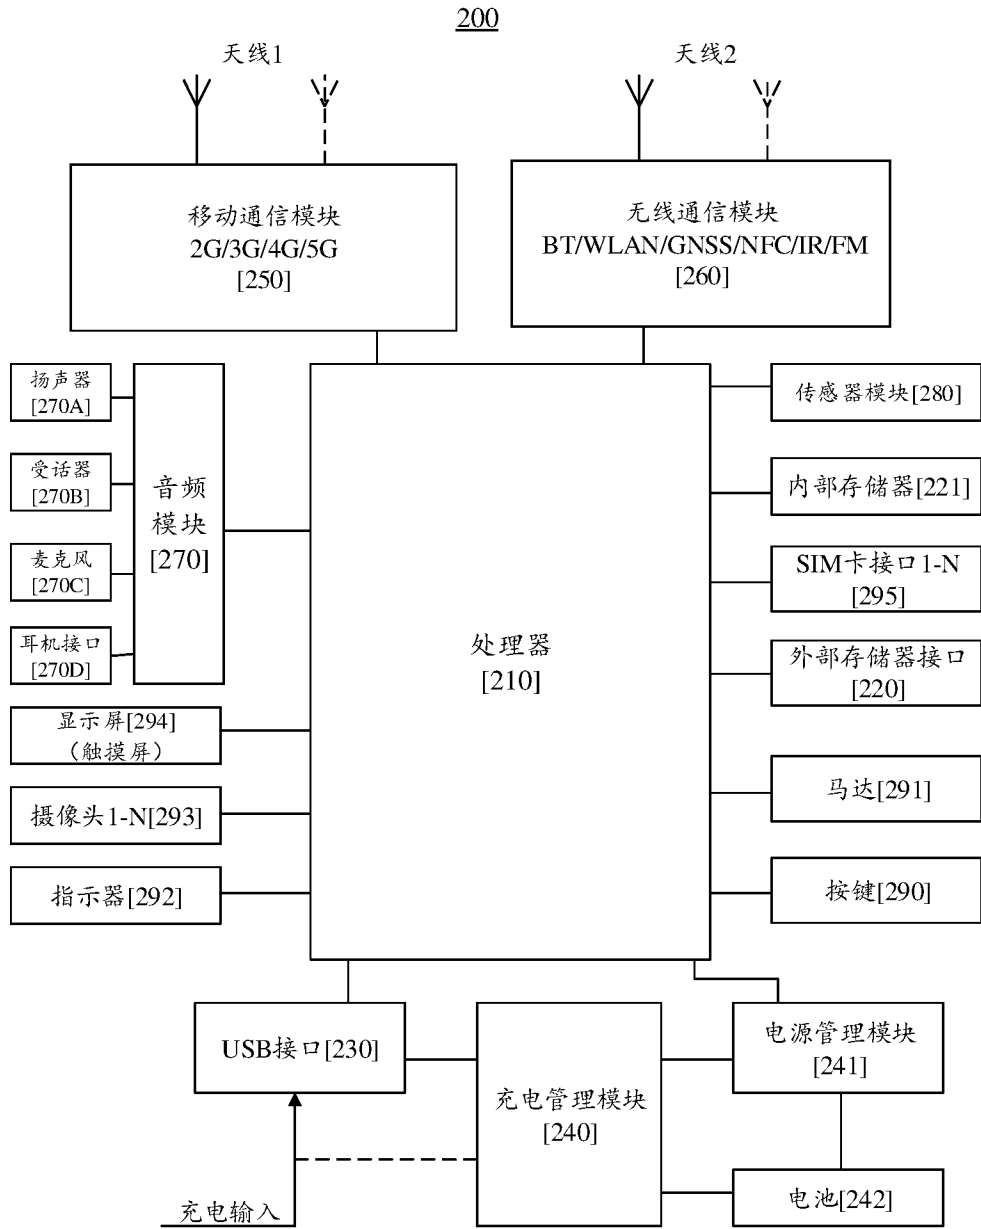 200
天线1
天线2
移动通信模块
2G/3G/4G/5G
[250]
无线通信模块
BT/WLAN/GNSS/NFC/IR/FM
[260]
扬声器
[270A]
受话器
[270B]
麦克风
[270C]
耳机接口
[270D]
音频
模块
[270]
显示屏[294]
（触摸屏）
摄像头1-N[293]
指示器[292]
处理器
[210]
传感器模块[280]
内部存储器[221]
SIM卡接口1-N
[295]
外部存储器接口
[220]
马达[291]
按键[290]
USB接口[230]
充电管理模块
[240]
电源管理模块
[241]
电池[242]
充电输入